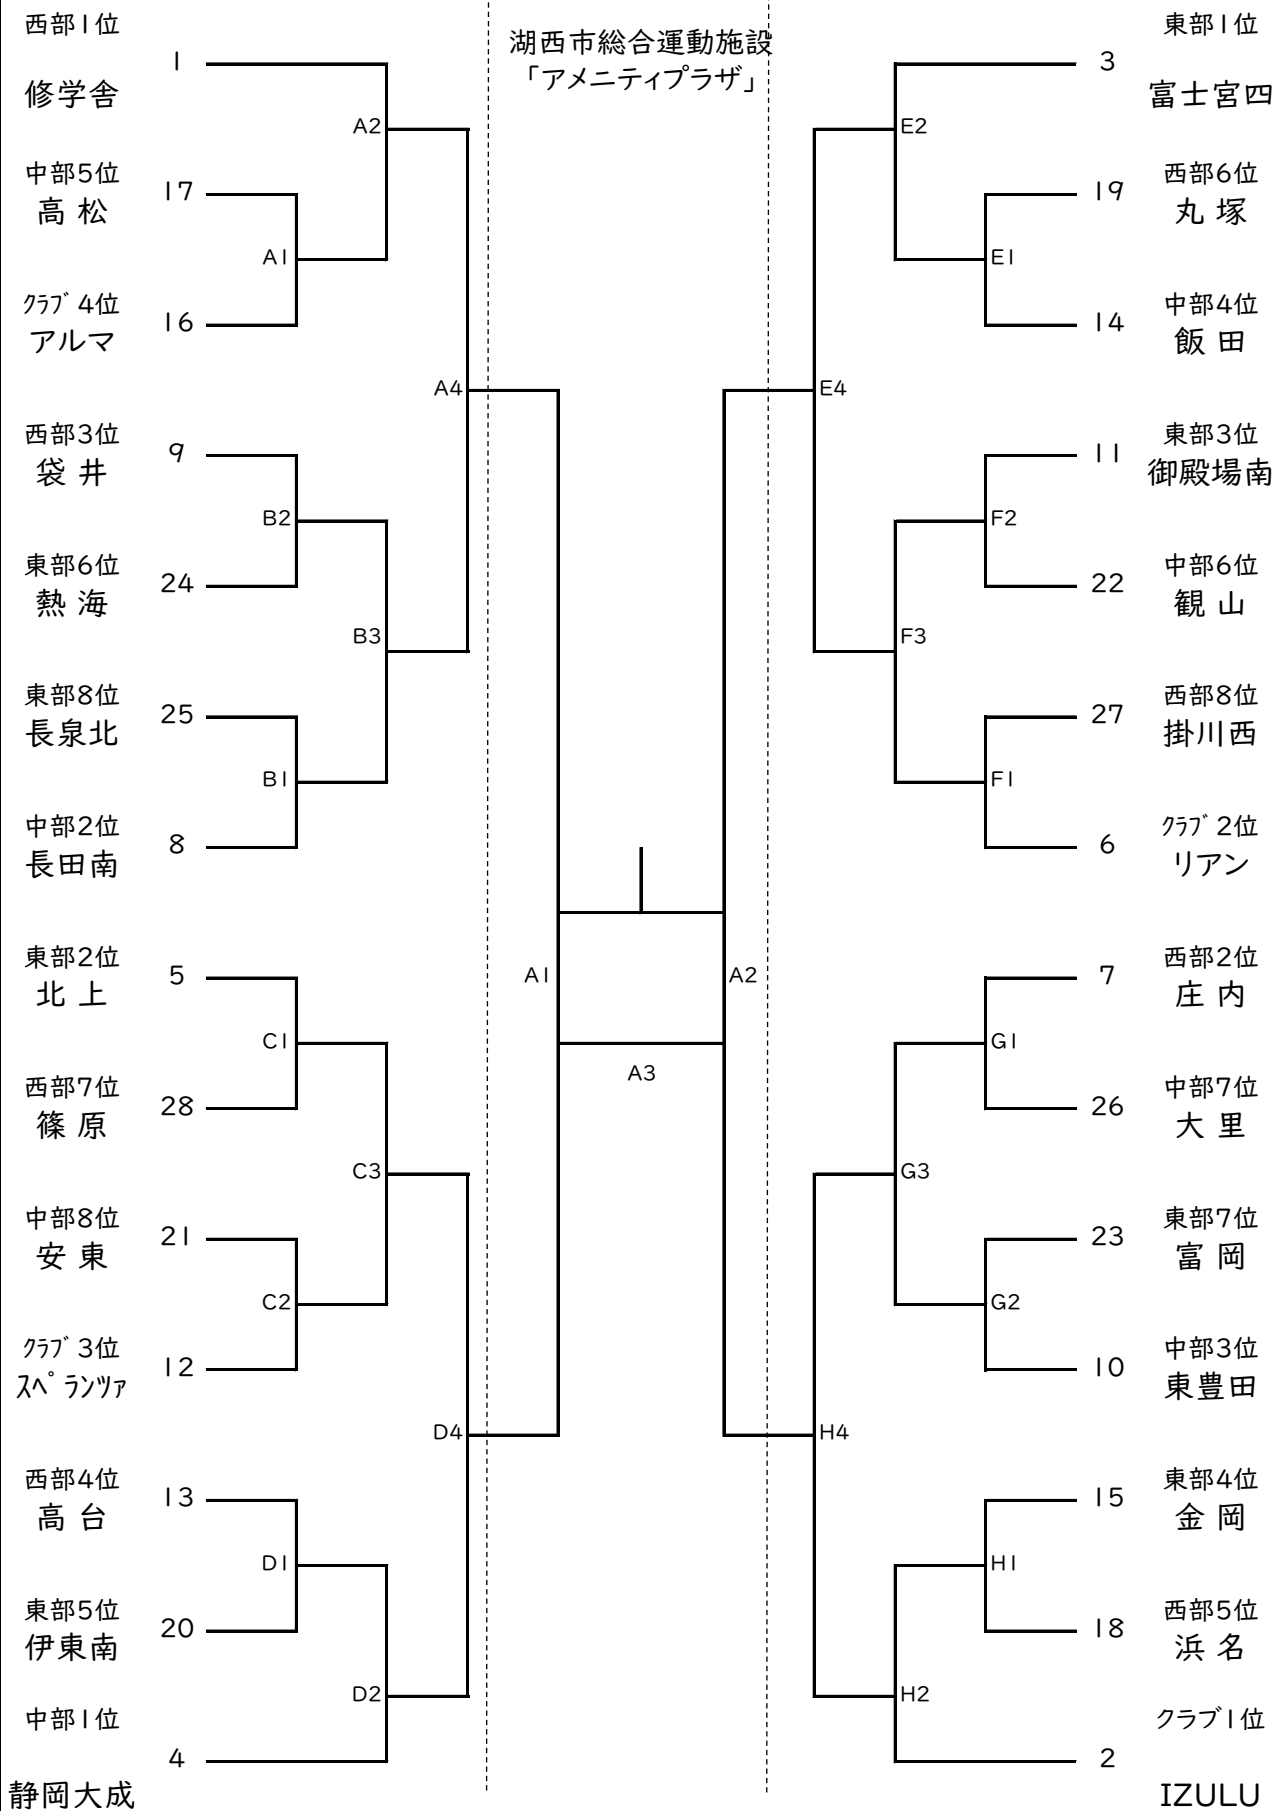 湖西市総合運動施設
「アメニティプラザ」
西部1位
1
修学舎
A2
中部5位
17
高松
A1
クラブ4位
16
アルマ
A4
西部3位
9
袋井
B2
東部6位
24
熱海
B3
東部8位
25
長泉北
B1
中部2位
8
長田南
東部2位
5
北上
C1
西部7位
28
篠原
C3
中部8位
21
安東
C2
クラブ3位
12
スペランツァ
D4
西部4位
13
高台
D1
東部5位
20
伊東南
D2
中部1位
4
静岡大成
A1
A2
A3
東部1位
3
富士宮四
E2
西部6位
19
丸塚
E1
中部4位
14
飯田
E4
東部3位
11
御殿場南
F2
中部6位
22
観山
F3
西部8位
27
掛川西
F1
クラブ2位
6
リアン
西部2位
7
庄内
G1
中部7位
26
大里
G3
東部7位
23
富岡
G2
中部3位
10
東豊田
H4
東部4位
15
金岡
H1
西部5位
18
浜名
H2
クラブ1位
2
IZULU